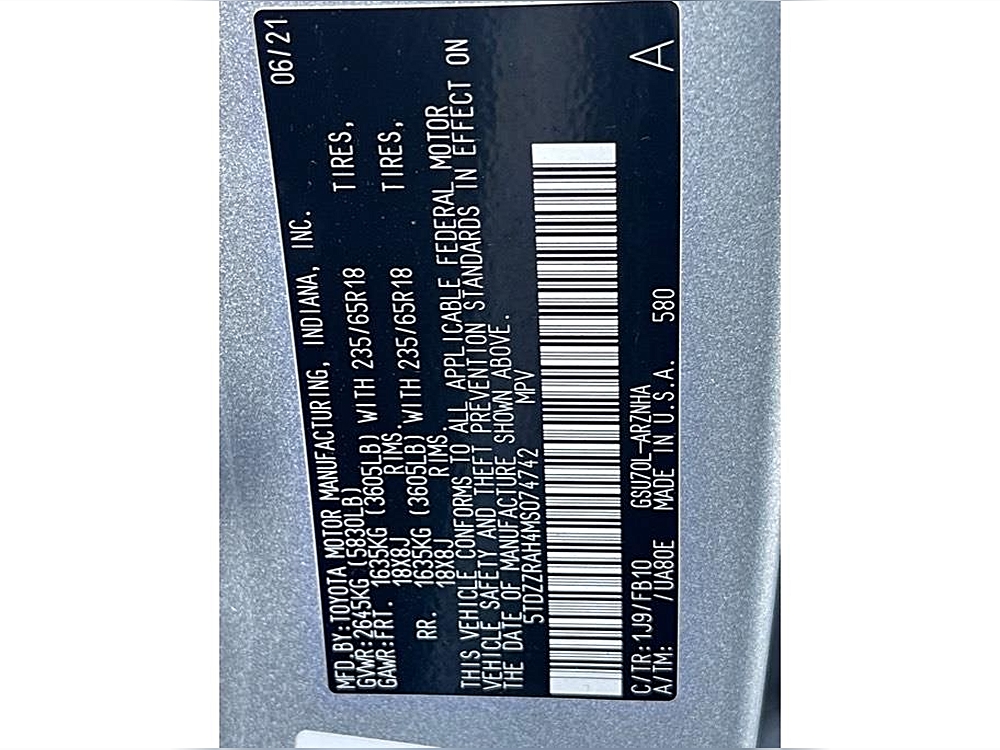 MFD.BY:TOYOTA MOTOR MANUFACTURING, INDIANA, INC. 06/21
GVWR:2645KG (5830LB)
GAWR:FRT. 1635KG (3605LB) WITH 235/65R18 TIRES,
18X8J RIMS.
RR. 1635KG (3605LB) WITH 235/65R18 TIRES,
18X8J RIMS.
THIS VEHICLE CONFORMS TO ALL APPLICABLE FEDERAL MOTOR
VEHICLE SAFETY AND THEFT PREVENTION STANDARDS IN EFFECT ON
THE DATE OF MANUFACTURE SHOWN ABOVE.
5TDZZRAH4MS074742 MPV
C/TR:1J9/FB10 GSU70L-ARZNHA A
A/TM: /UA80E MADE IN U.S.A. 580